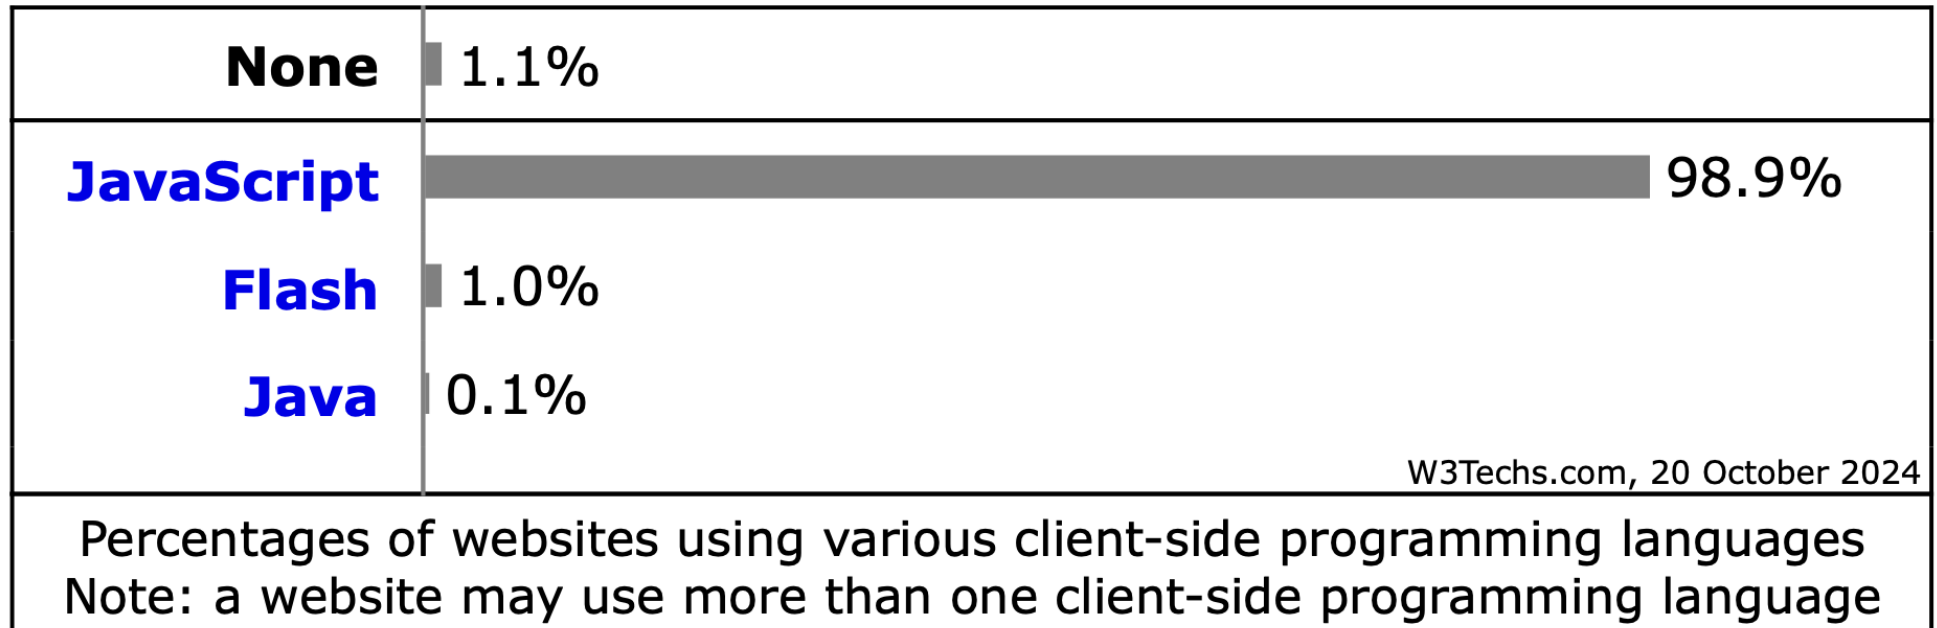 None 1.1%
JavaScript 98.9%
Flash 1.0%
Java 0.1%
W3Techs.com, 20 October 2024
Percentages of websites using various client-side programming languages
Note: a website may use more than one client-side programming language